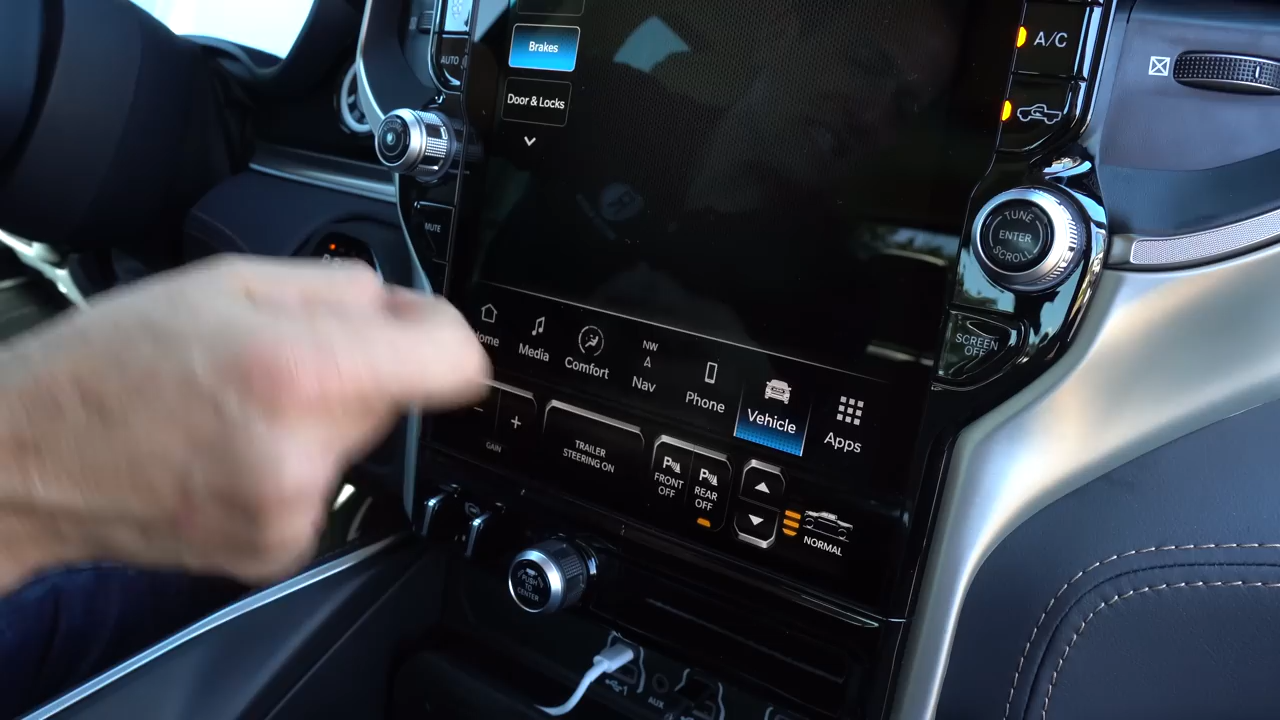 Brakes
Door & Locks
AUTO
A/C
MUTE
TUNE
ENTER
SCROLL
SCREEN
OFF
Media
Comfort
NW
Nav
Phone
Vehicle
Apps
-
+
GAIN
TRAILER
STEERING ON
P
FRONT
OFF
P
REAR
OFF
NORMAL
PUSH
TO
CENTER
AUX